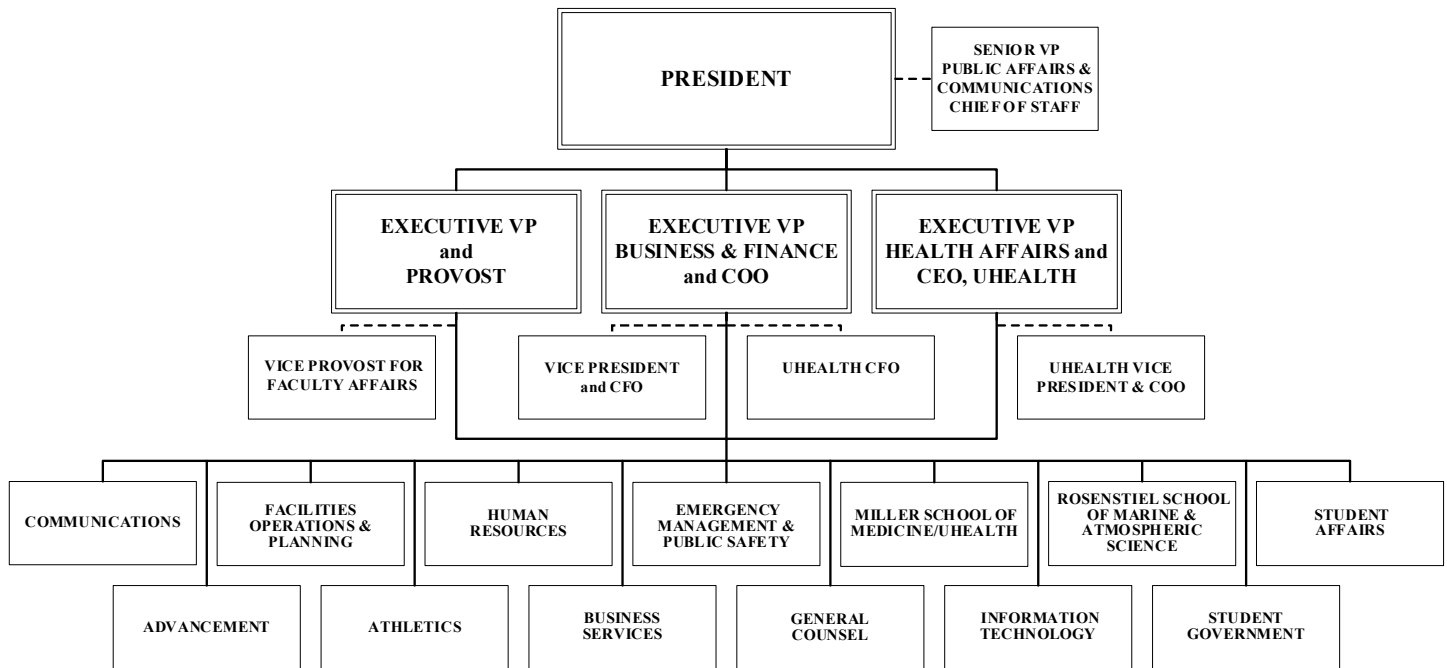 PRESIDENT
SENIOR VP
PUBLIC AFFAIRS &
COMMUNICATIONS
CHIEF OF STAFF
EXECUTIVE VP
and
PROVOST
EXECUTIVE VP
BUSINESS & FINANCE
and COO
EXECUTIVE VP
HEALTH AFFAIRS and
CEO, UHEALTH
VICE PROVOST FOR
FACULTY AFFAIRS
VICE PRESIDENT
and CFO
UHEALTH CFO
UHEALTH VICE
PRESIDENT & COO
COMMUNICATIONS
FACILITIES
OPERATIONS &
PLANNING
HUMAN
RESOURCES
EMERGENCY
MANAGEMENT &
PUBLIC SAFETY
MILLER SCHOOL OF
MEDICINE/UHEALTH
ROSENSTIEL SCHOOL
OF MARINE &
ATMOSPHERIC
SCIENCE
STUDENT
AFFAIRS
ADVANCEMENT
ATHLETICS
BUSINESS
SERVICES
GENERAL
COUNSEL
INFORMATION
TECHNOLOGY
STUDENT
GOVERNMENT